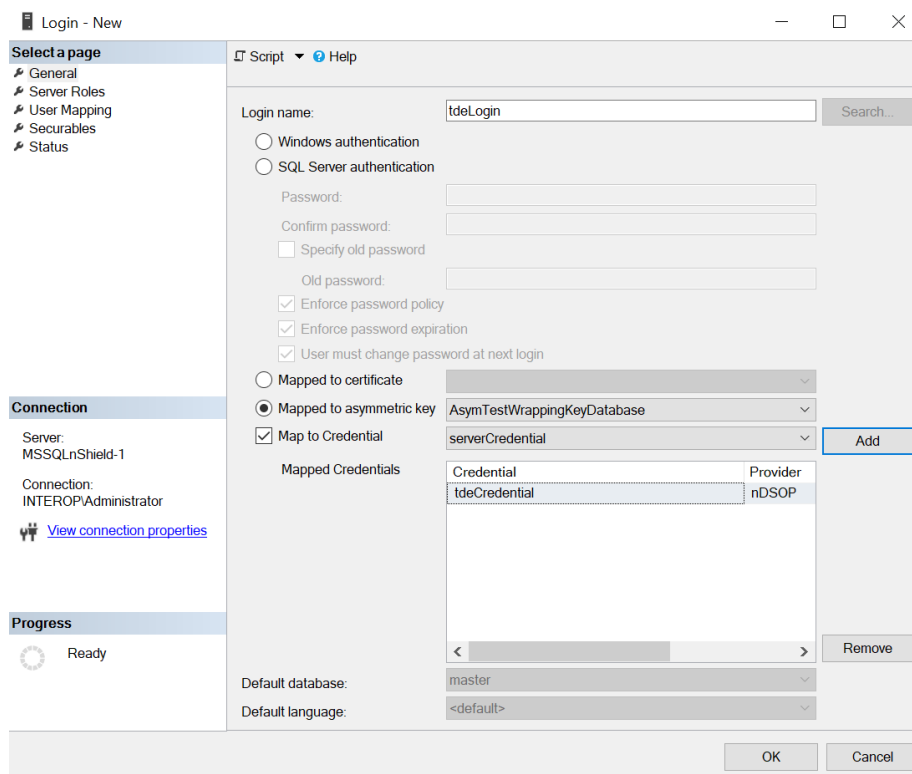 Login - New
Select a page
General
Server Roles
User Mapping
Securables
Status
Script
Help
Login name:
tdeLogin
Search...
Windows authentication
SQL Server authentication
Password:
Confirm password:
Specify old password
Old password:
Enforce password policy
Enforce password expiration
User must change password at next login
Mapped to certificate
Mapped to asymmetric key
AsymTestWrappingKeyDatabase
Map to Credential
serverCredential
Add
Mapped Credentials
Credential Provider
tdeCredential nDSOP
Remove
Default database:
master
Default language:
<default>
Connection
Server:
MSSQLnShield-1
Connection:
INTEROP\Administrator
View connection properties
Progress
Ready
OK
Cancel